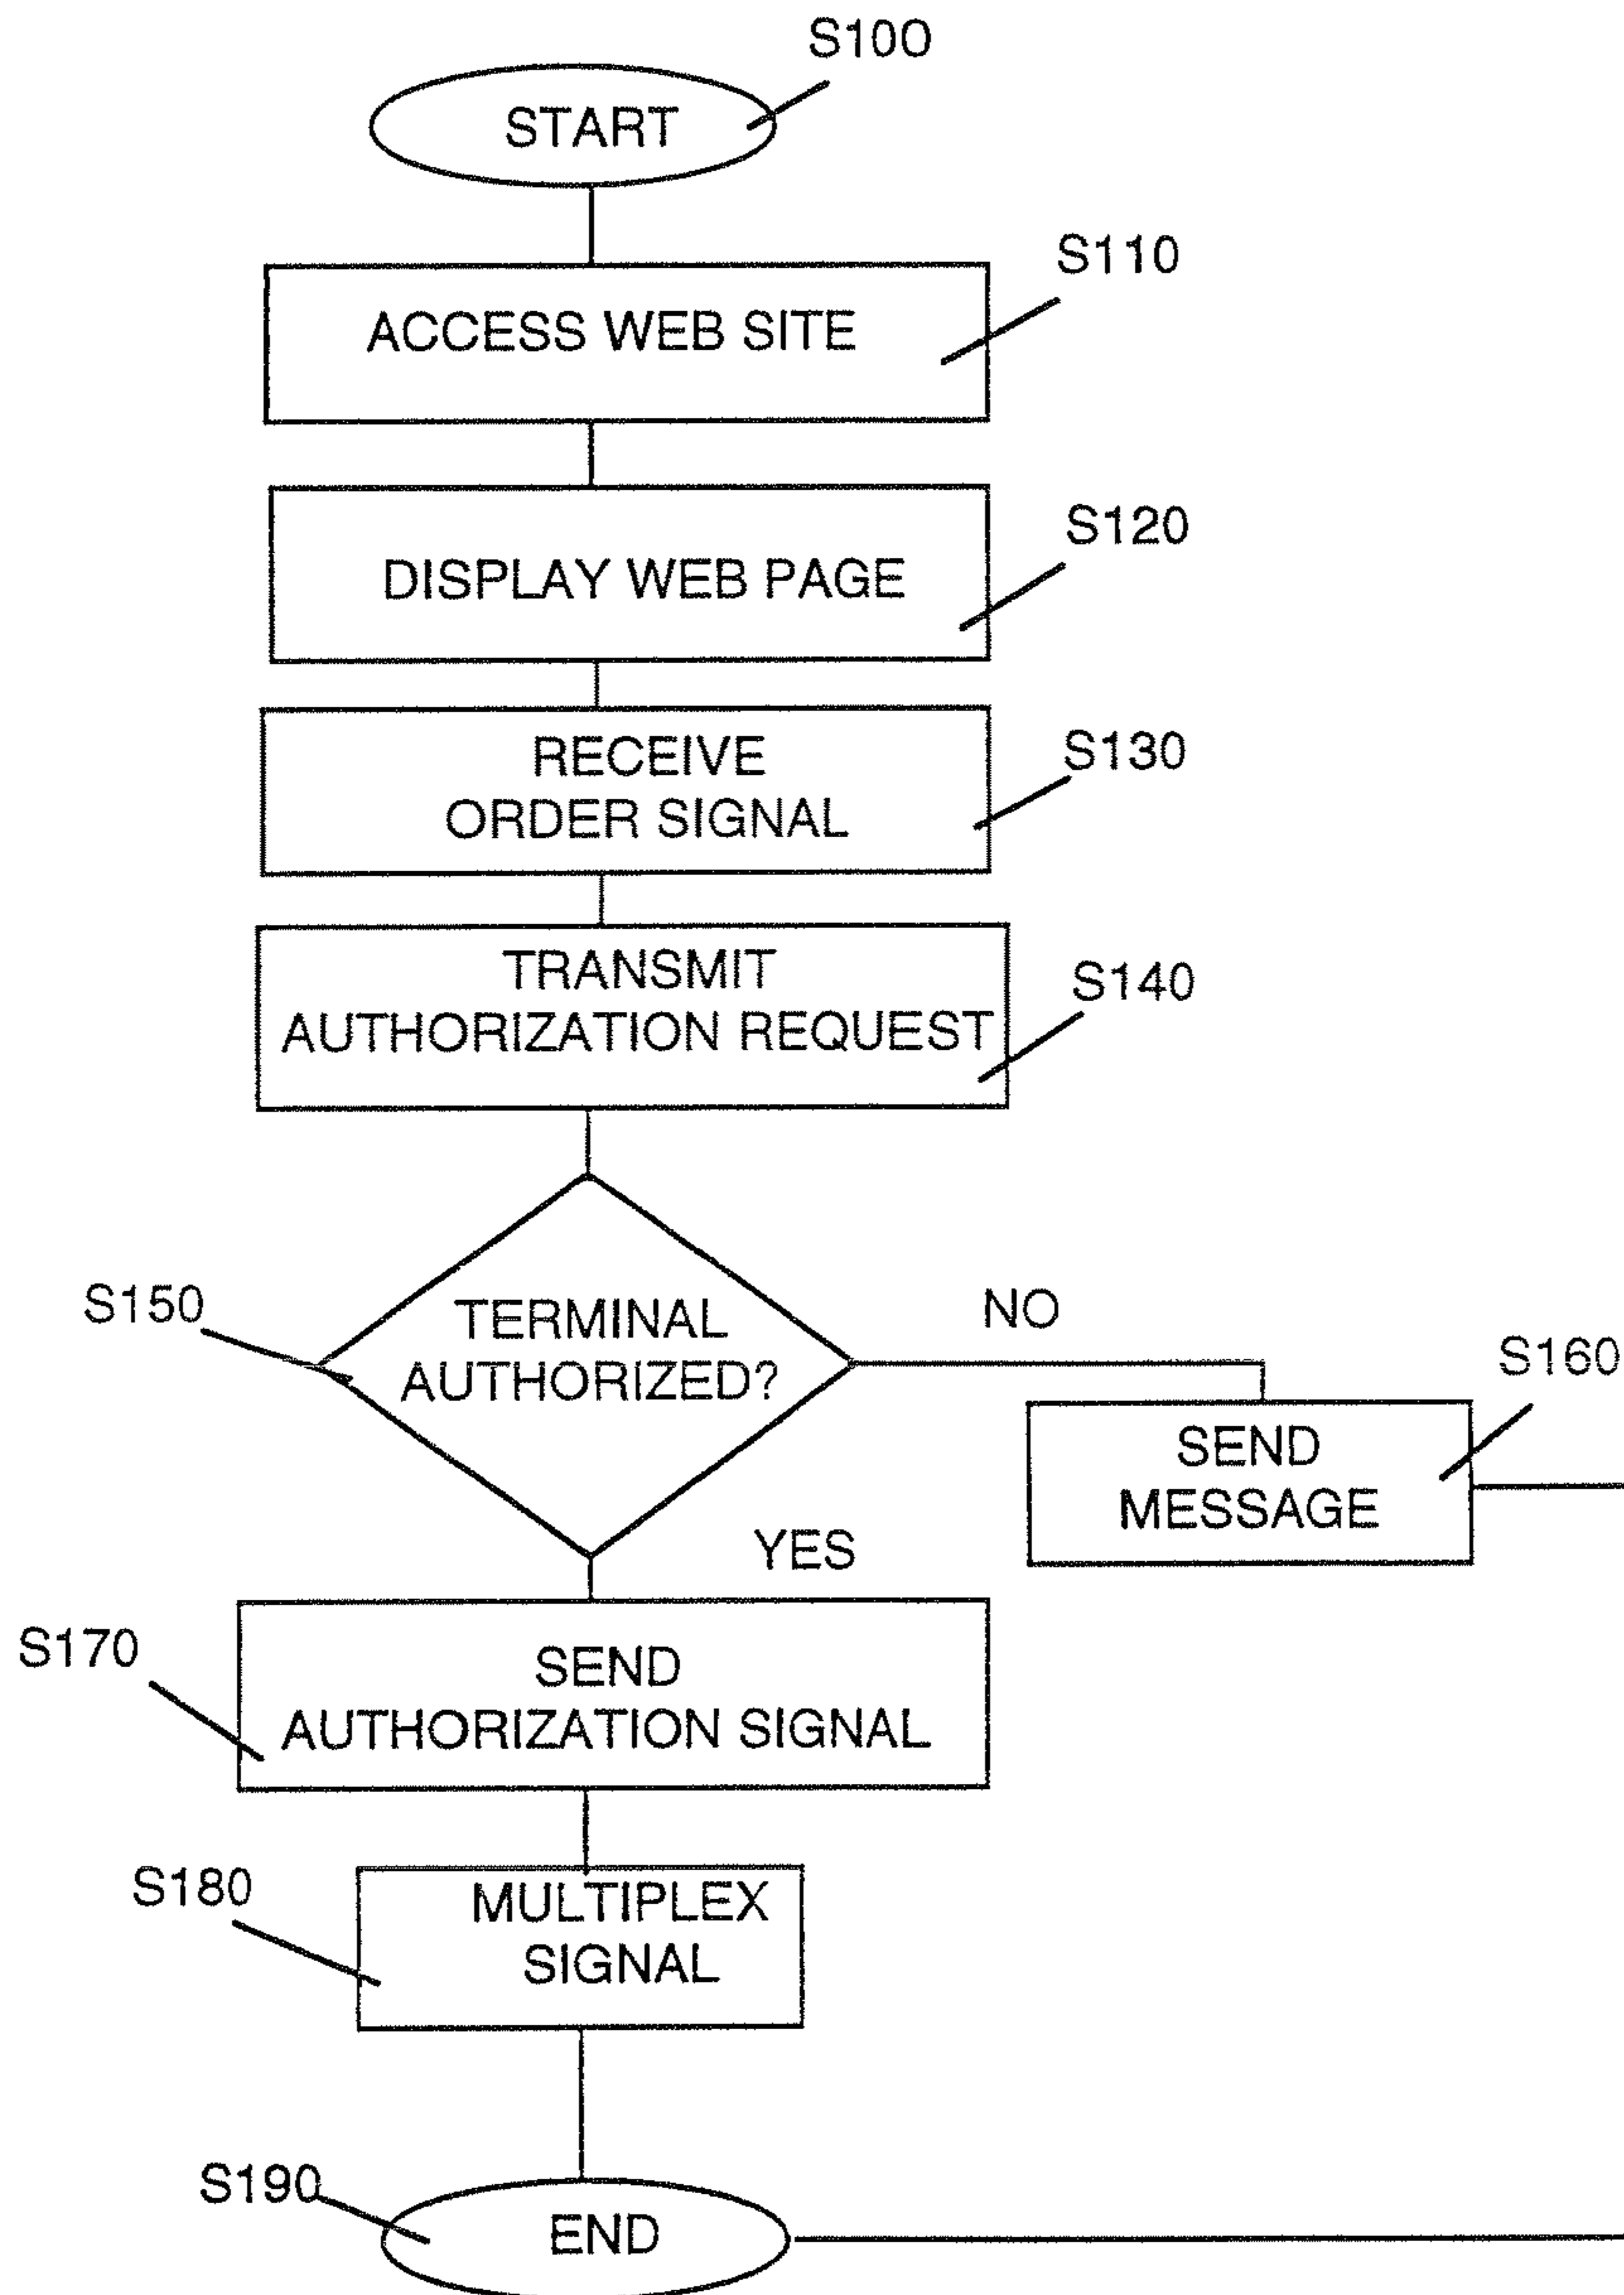 S100
START
S110
ACCESS WEB SITE
S120
DISPLAY WEB PAGE
S130
RECEIVE
ORDER SIGNAL
S140
TRANSMIT
AUTHORIZATION REQUEST
S150
TERMINAL
AUTHORIZED?
NO
S160
SEND
MESSAGE
YES
S170
SEND
AUTHORIZATION SIGNAL
S180
MULTIPLEX
SIGNAL
S190
END